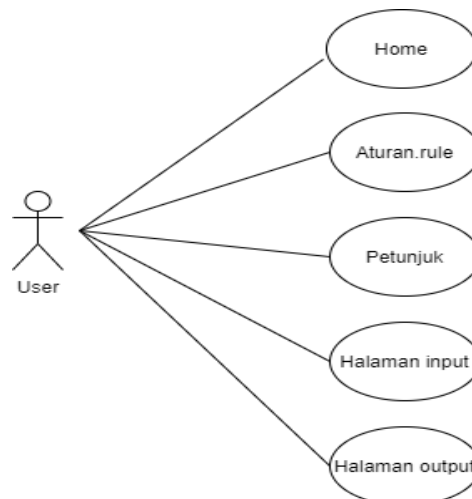 Home
Aturan.rule
Petunjuk
User
Halaman input
Halaman output